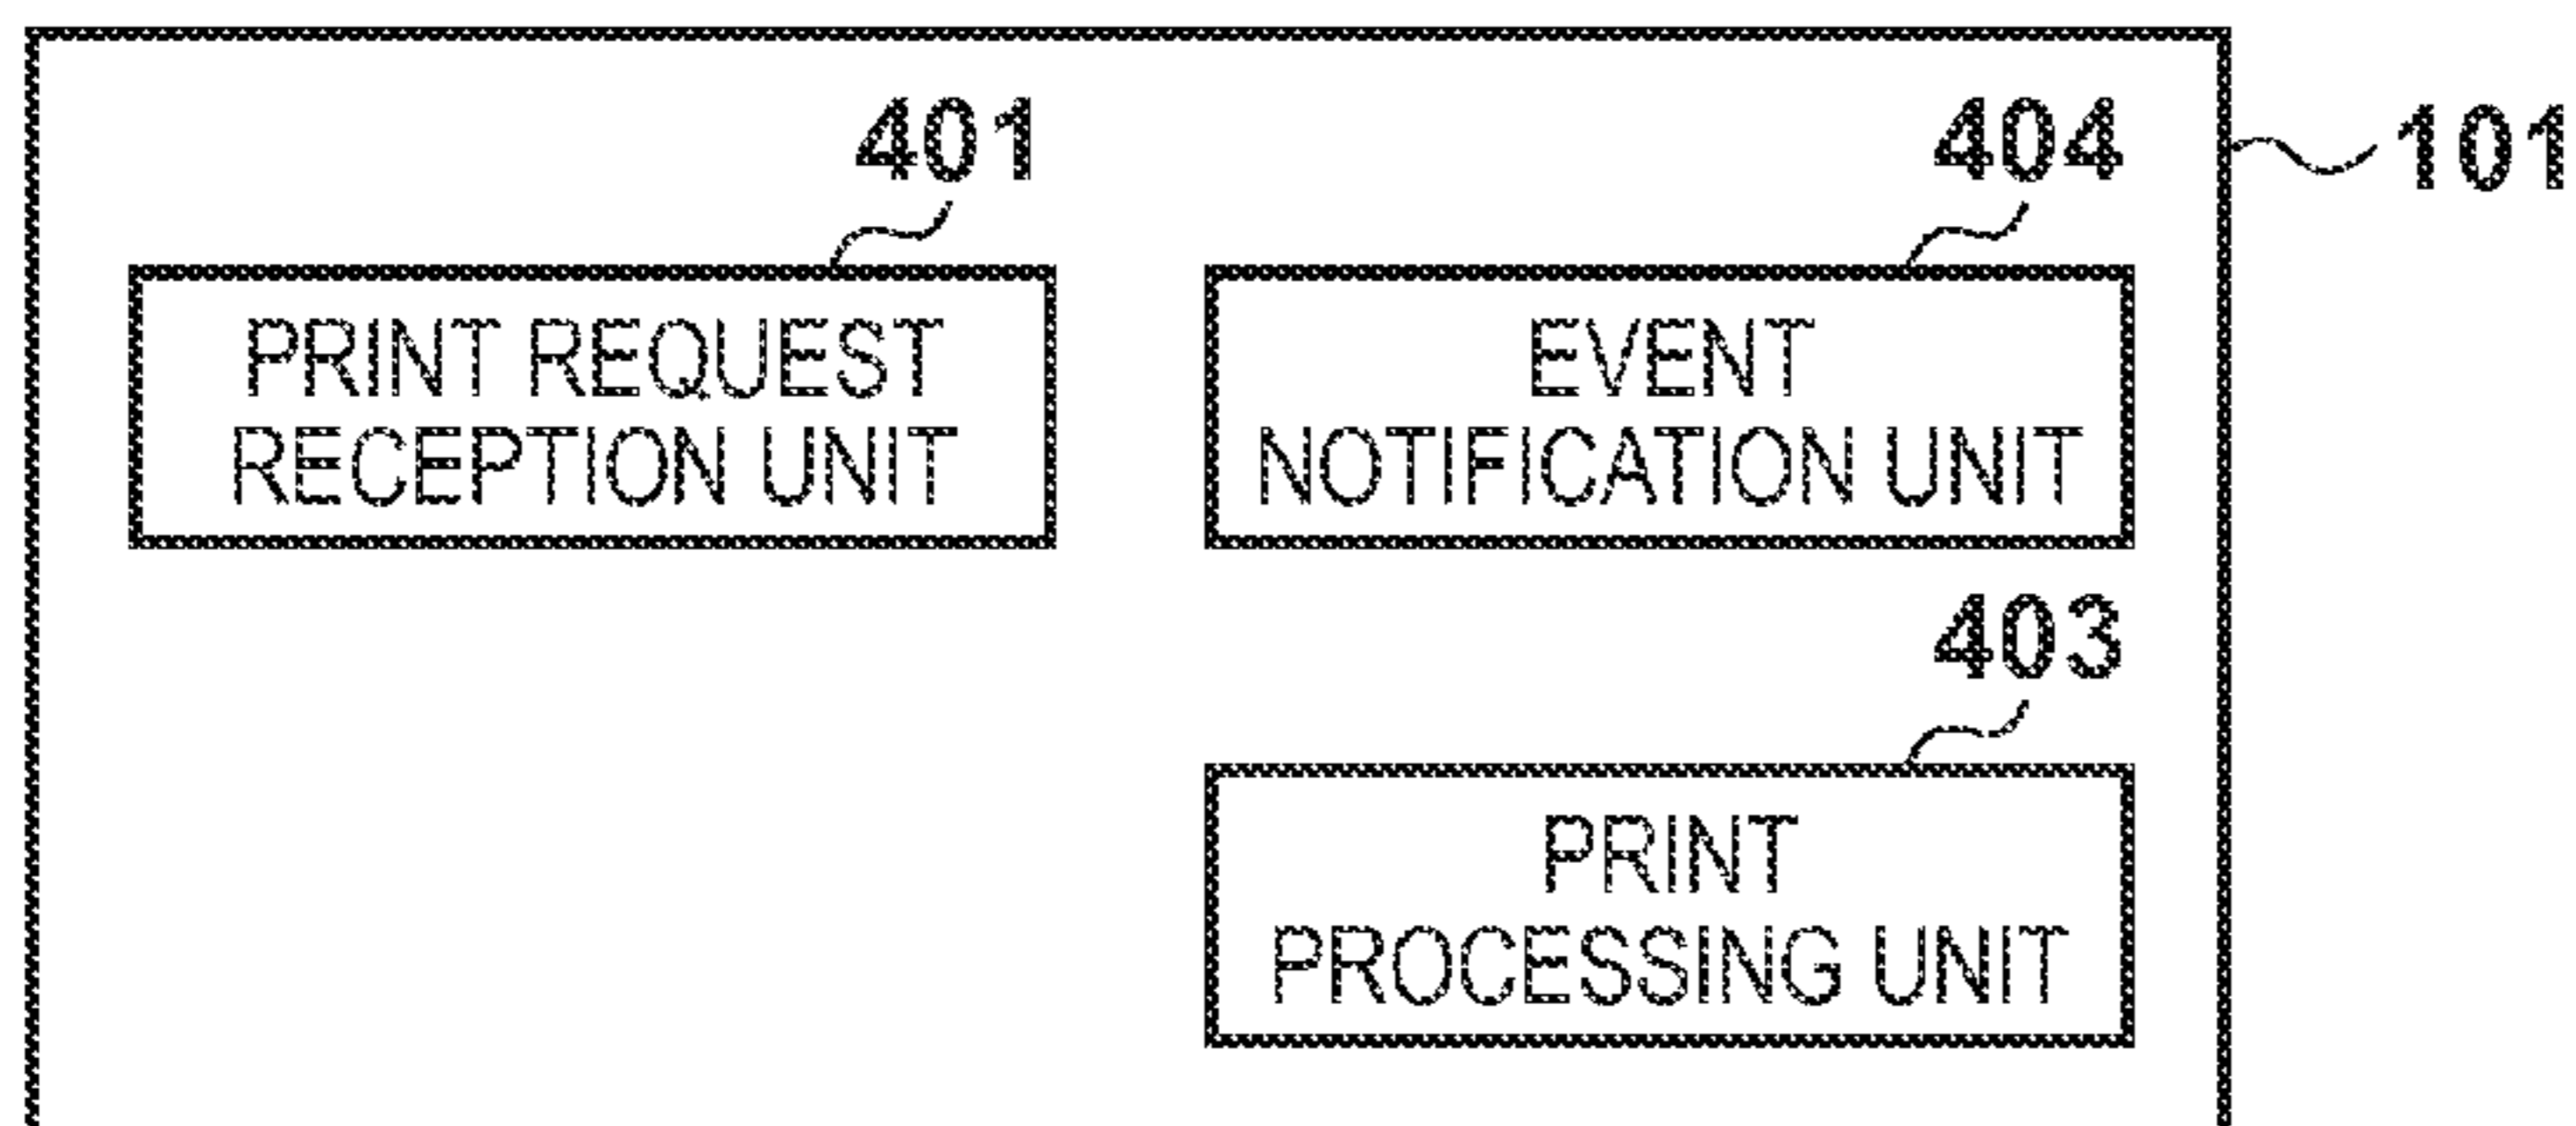 401
404
101
PRINT REQUEST
RECEPTION UNIT
EVENT
NOTIFICATION UNIT
403
PRINT
PROCESSING UNIT